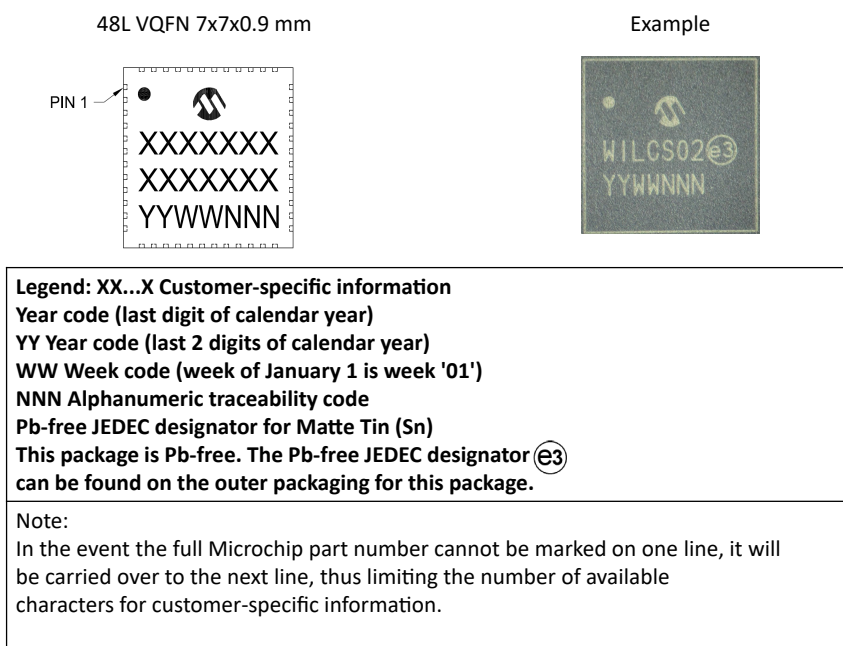 48L VQFN 7x7x0.9 mm
Example
PIN 1
XXXXXXX
XXXXXXX
YYWWNNN
WILCS02e3
YYWWNNN
Legend: XX...X Customer-specific information
Year code (last digit of calendar year)
YY Year code (last 2 digits of calendar year)
WW Week code (week of January 1 is week '01')
NNN Alphanumeric traceability code
Pb-free JEDEC designator for Matte Tin (Sn)
This package is Pb-free. The Pb-free JEDEC designator e3
can be found on the outer packaging for this package.
Note:
In the event the full Microchip part number cannot be marked on one line, it will
be carried over to the next line, thus limiting the number of available
characters for customer-specific information.